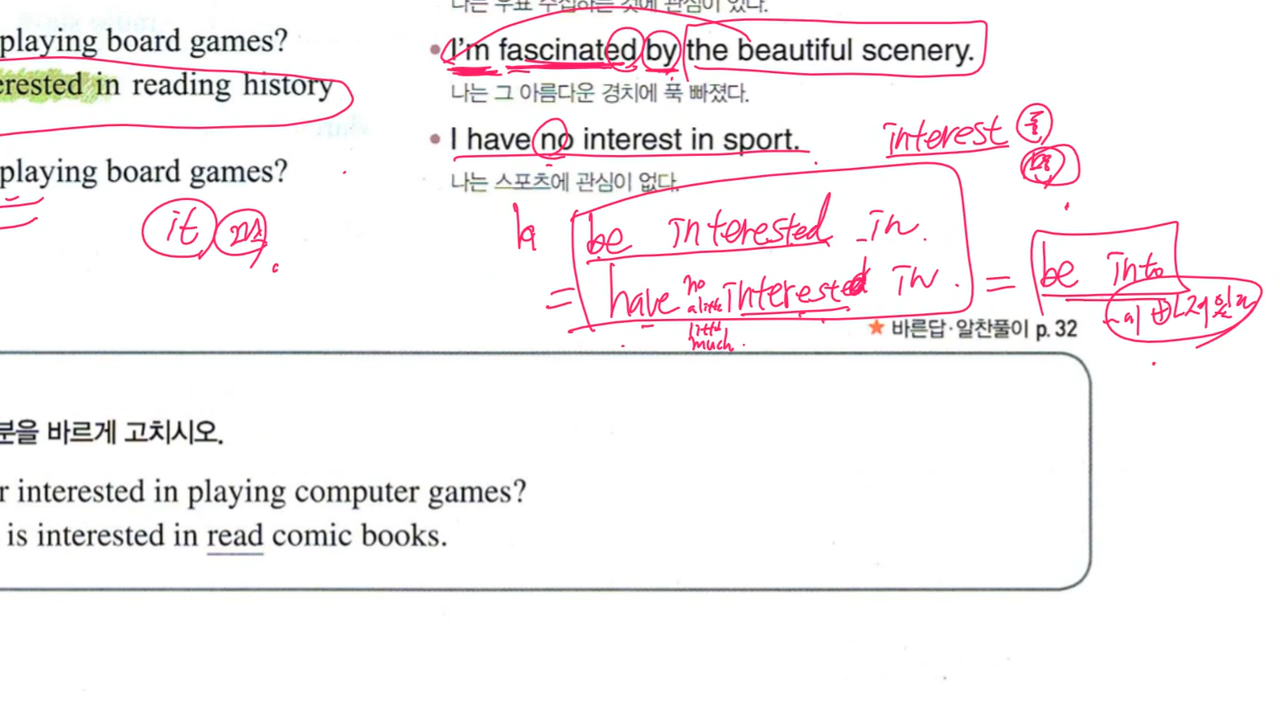 나는 우표 수집하는 것에 관심이 있다.
playing board games?
erested in reading history
playing board games?
it
• I'm fascinated by the beautiful scenery.
나는 그 아름다운 경치에 푹 빠졌다.
• I have no interest in sport.
나는 스포츠에 관심이 없다.
interest
be interested in.
= have no interested in. = be into
a little
little
much
★ 바른답·알찬풀이 p. 32
분을 바르게 고치시오.
r interested in playing computer games?
is interested in read comic books.